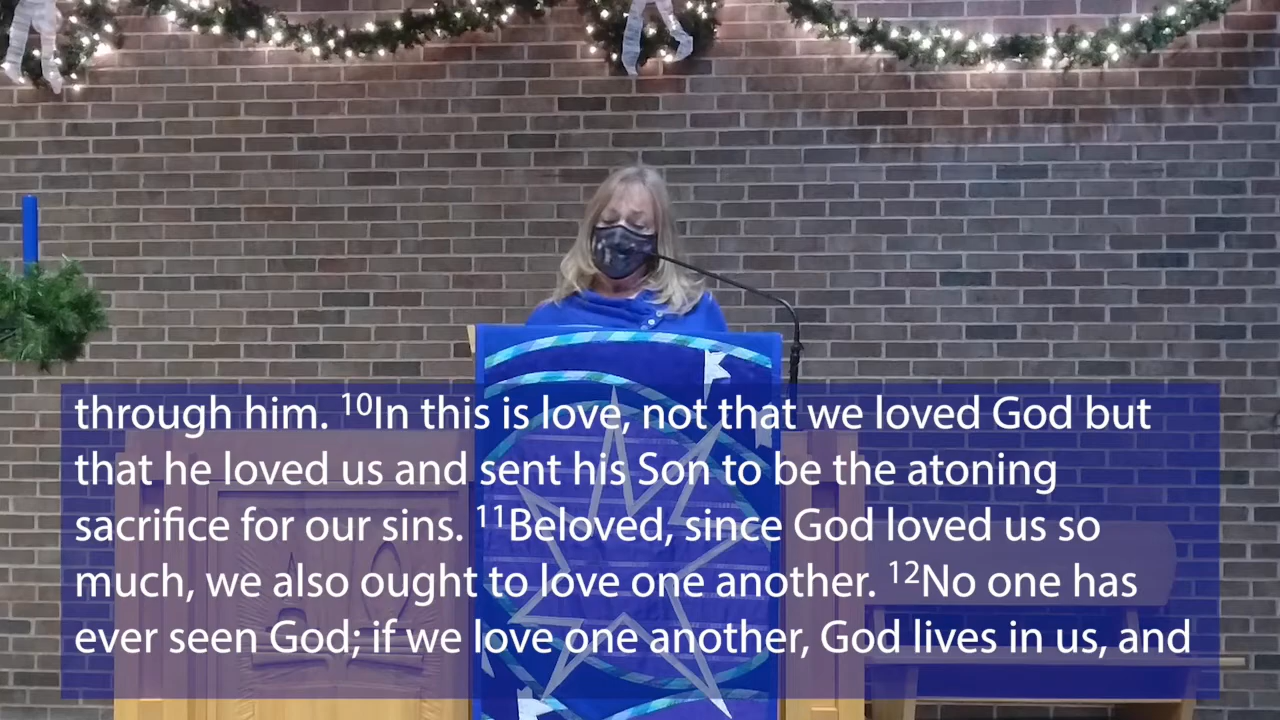 through him. ¹⁰In this is love, not that we loved God but
that he loved us and sent his Son to be the atoning
sacrifice for our sins. ¹¹Beloved, since God loved us so
much, we also ought to love one another. ¹²No one has
ever seen God; if we love one another, God lives in us, and